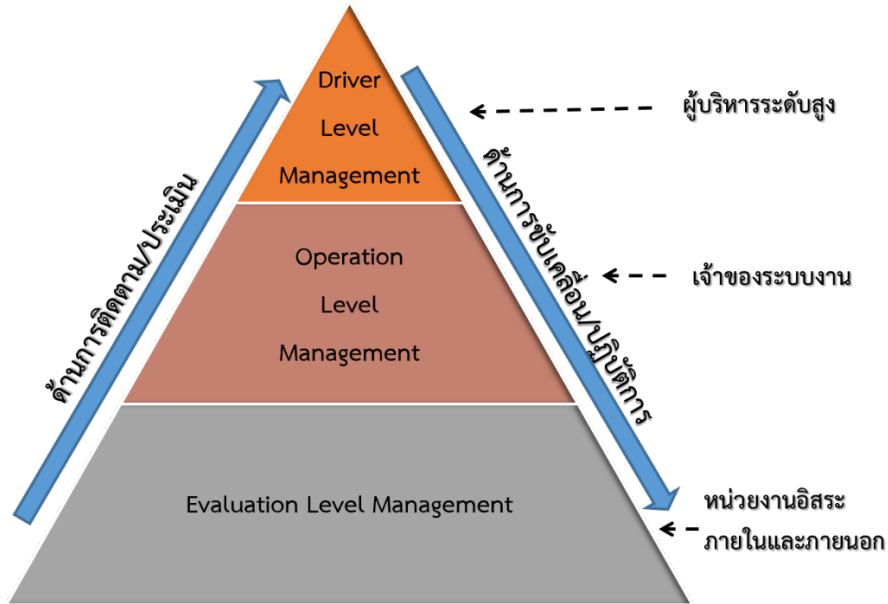 Driver
Level
Management
ผู้บริหารระดับสูง
ด้านการติดตาม/ประเมิน
ด้านการขับเคลื่อน/ปฏิบัติการ
Operation
Level
Management
เจ้าของระบบงาน
Evaluation Level Management
หน่วยงานอิสระ
ภายในและภายนอก